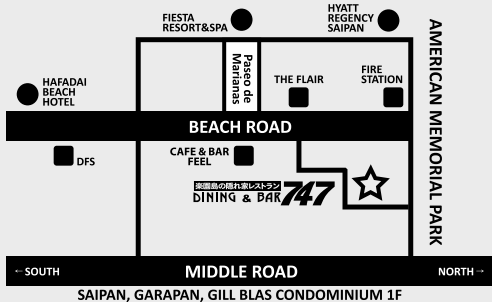 FIESTA
RESORT&SPA
HYATT
REGENCY
SAIPAN
AMERICAN MEMORIAL PARK
HAFADAI
BEACH
HOTEL
Paseo de
Marianas
THE FLAIR
FIRE
STATION
BEACH ROAD
DFS
CAFE & BAR
FEEL
楽園島の隠れ家レストラン
DINING & BAR 747
←SOUTH
MIDDLE ROAD
NORTH→
SAIPAN, GARAPAN, GILL BLAS CONDOMINIUM 1F